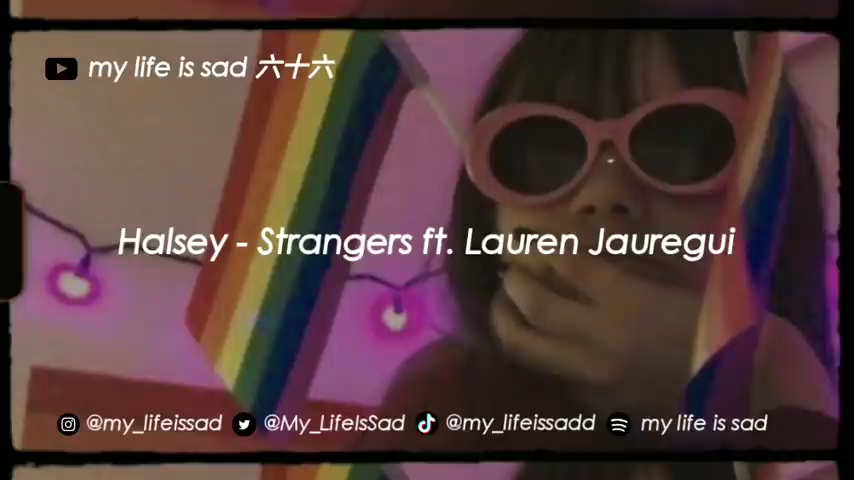 my life is sad 六十六
Halsey - Strangers ft. Lauren Jauregui
@my_lifeissad @My_LifeIsSad @my_lifeissadd my life is sad